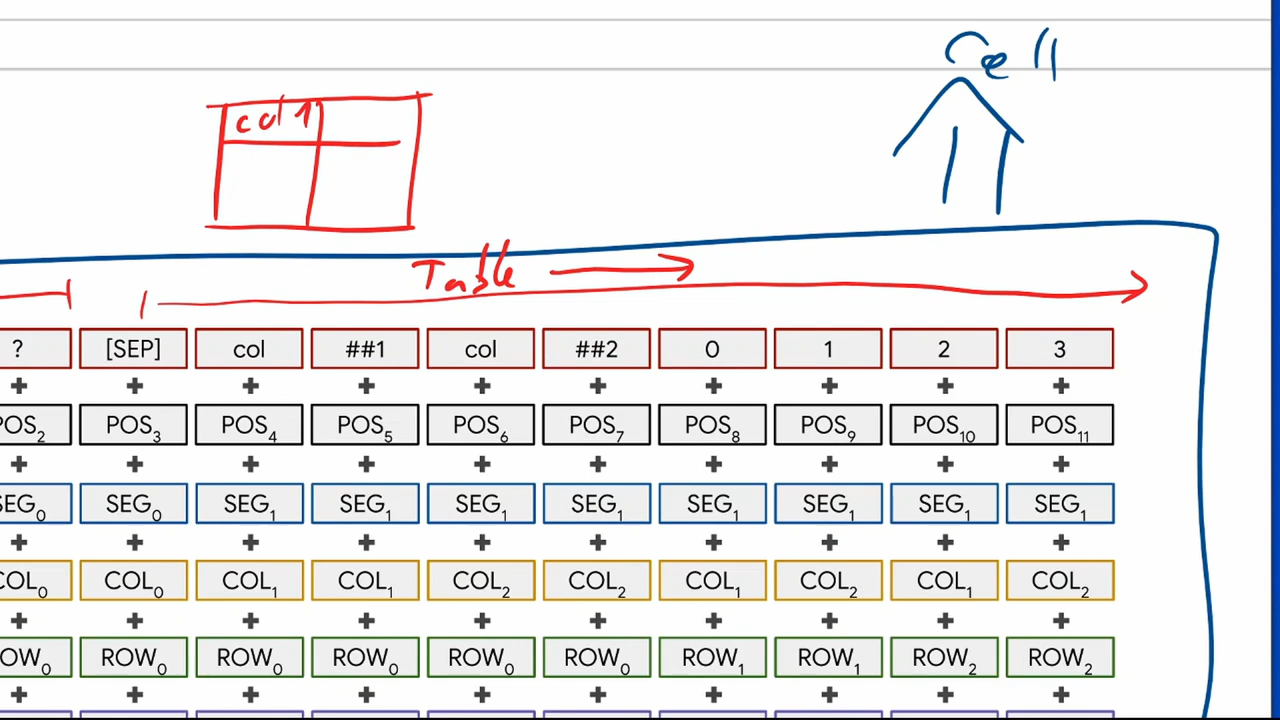 Cell
col 1
Table
? [SEP] col ##1 col ##2 0 1 2 3
+ + + + + + + + + +
POS2 POS3 POS4 POS5 POS6 POS7 POS8 POS9 POS10 POS11
+ + + + + + + + + +
SEG0 SEG0 SEG1 SEG1 SEG1 SEG1 SEG1 SEG1 SEG1 SEG1
+ + + + + + + + + +
COL0 COL0 COL1 COL1 COL2 COL2 COL1 COL2 COL1 COL2
+ + + + + + + + + +
ROW0 ROW0 ROW0 ROW0 ROW0 ROW0 ROW1 ROW1 ROW2 ROW2
+ + + + + + + + + +